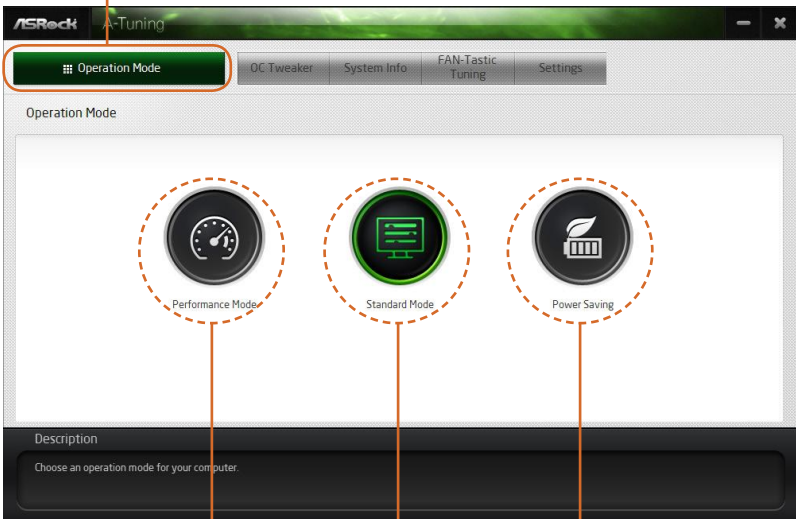 ASRock A-Tuning
Operation Mode OC Tweaker System Info FAN-Tastic Tuning Settings
Operation Mode
Performance Mode Standard Mode Power Saving
Description
Choose an operation mode for your computer.